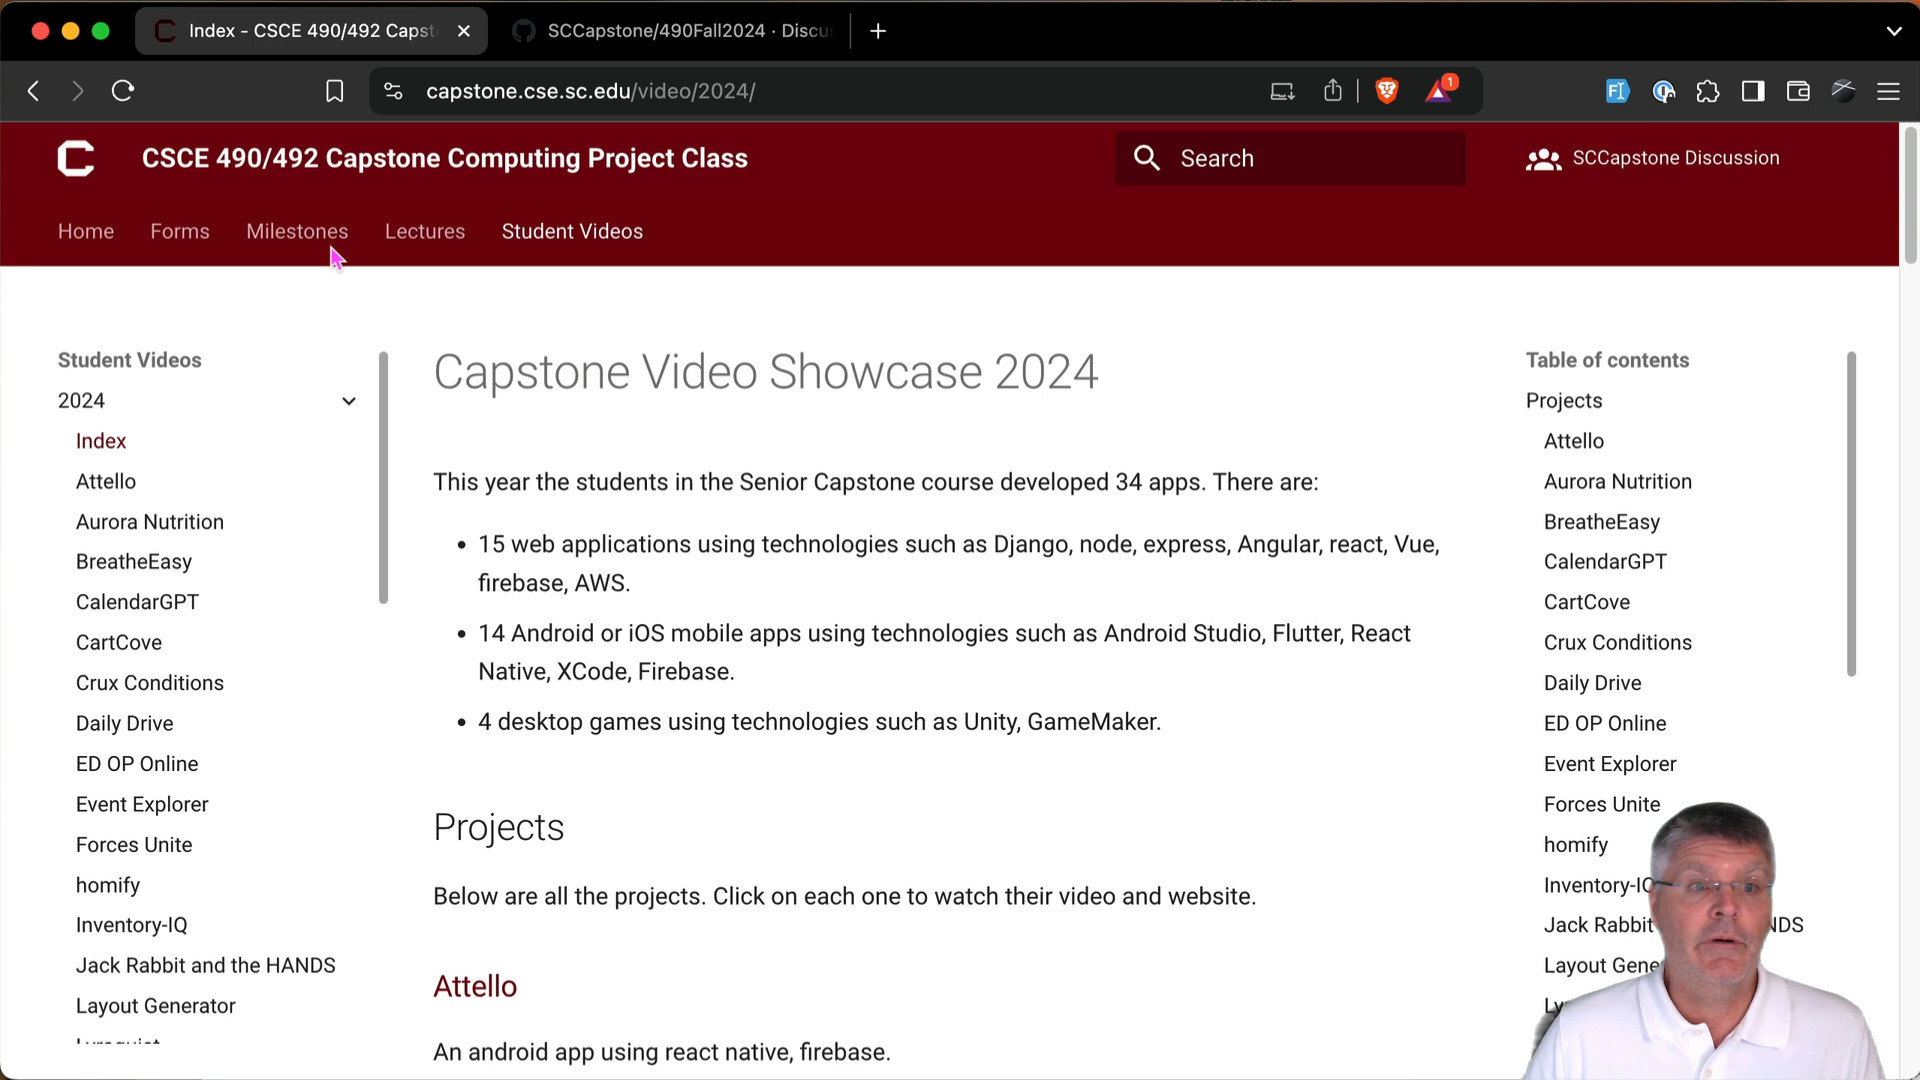 Index - CSCE 490/492 Capst
SCCapstone/490Fall2024 · Discu
capstone.cse.sc.edu/video/2024/
1
CSCE 490/492 Capstone Computing Project Class
Search
SCCapstone Discussion
Home
Forms
Milestones
Lectures
Student Videos
Student Videos
2024
Index
Attello
Aurora Nutrition
BreatheEasy
CalendarGPT
CartCove
Crux Conditions
Daily Drive
ED OP Online
Event Explorer
Forces Unite
homify
Inventory-IQ
Jack Rabbit and the HANDS
Layout Generator
Capstone Video Showcase 2024
This year the students in the Senior Capstone course developed 34 apps. There are:
• 15 web applications using technologies such as Django, node, express, Angular, react, Vue,
firebase, AWS.
• 14 Android or iOS mobile apps using technologies such as Android Studio, Flutter, React
Native, XCode, Firebase.
• 4 desktop games using technologies such as Unity, GameMaker.
Projects
Below are all the projects. Click on each one to watch their video and website.
Attello
An android app using react native, firebase.
Table of contents
Projects
Attello
Aurora Nutrition
BreatheEasy
CalendarGPT
CartCove
Crux Conditions
Daily Drive
ED OP Online
Event Explorer
Forces Unite
homify
Inventory-IQ
Jack Rabbit
Layout Gene